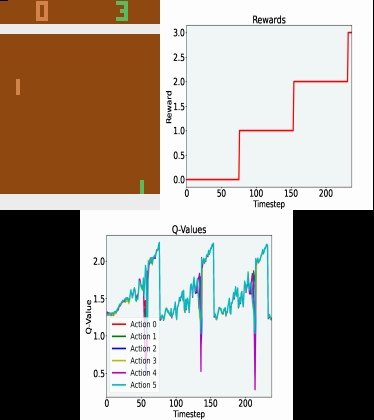 0 3
Rewards
3.0
2.5
2.0
1.5
1.0
0.5
0.0
Reward
0 50 100 150 200
Timestep
Q-Values
2.0
1.5
1.0
0.5
Q-Value
Action 0
Action 1
Action 2
Action 3
Action 4
Action 5
0 50 100 150 200
Timestep